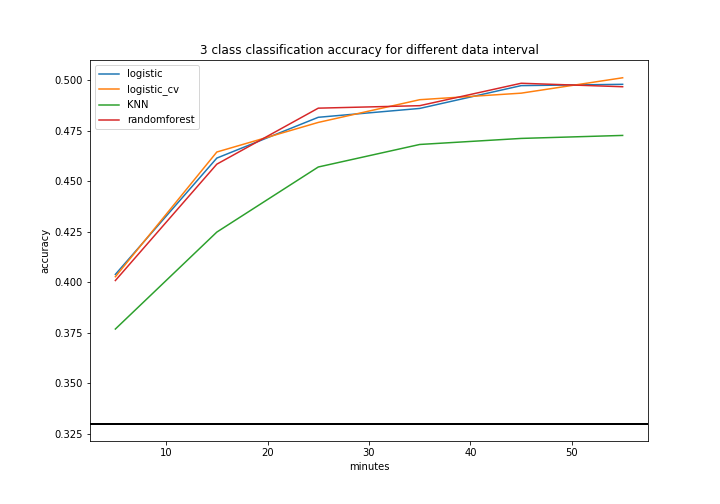 3 class classification accuracy for different data interval
logistic
logistic_cv
KNN
randomforest
0.500
0.475
0.450
0.425
0.400
0.375
0.350
0.325
accuracy
10 20 30 40 50
minutes